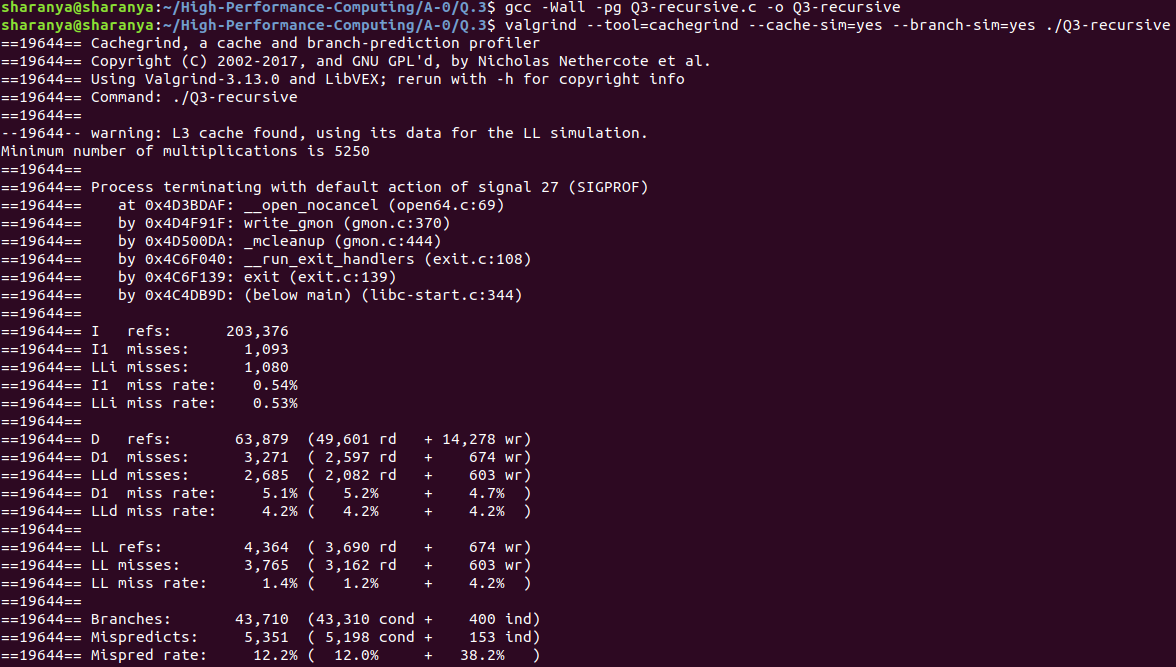 sharanya@sharanya:~/High-Performance-Computing/A-0/Q.3$ gcc -Wall -pg Q3-recursive.c -o Q3-recursive
sharanya@sharanya:~/High-Performance-Computing/A-0/Q.3$ valgrind --tool=cachegrind --cache-sim=yes --branch-sim=yes ./Q3-recursive
==19644== Cachegrind, a cache and branch-prediction profiler
==19644== Copyright (C) 2002-2017, and GNU GPL'd, by Nicholas Nethercote et al.
==19644== Using Valgrind-3.13.0 and LibVEX; rerun with -h for copyright info
==19644== Command: ./Q3-recursive
==19644==
--19644-- warning: L3 cache found, using its data for the LL simulation.
Minimum number of multiplications is 5250
==19644==
==19644== Process terminating with default action of signal 27 (SIGPROF)
==19644==    at 0x4D3BDAF: __open_nocancel (open64.c:69)
==19644==    by 0x4D4F91F: write_gmon (gmon.c:370)
==19644==    by 0x4D500DA: _mcleanup (gmon.c:444)
==19644==    by 0x4C6F040: __run_exit_handlers (exit.c:108)
==19644==    by 0x4C6F139: exit (exit.c:139)
==19644==    by 0x4C4DB9D: (below main) (libc-start.c:344)
==19644==
==19644== I   refs:      203,376
==19644== I1  misses:      1,093
==19644== LLi misses:      1,080
==19644== I1  miss rate:    0.54%
==19644== LLi miss rate:    0.53%
==19644==
==19644== D   refs:       63,879  (49,601 rd   + 14,278 wr)
==19644== D1  misses:      3,271  ( 2,597 rd   +    674 wr)
==19644== LLd misses:      2,685  ( 2,082 rd   +    603 wr)
==19644== D1  miss rate:     5.1% (   5.2%     +    4.7%  )
==19644== LLd miss rate:     4.2% (   4.2%     +    4.2%  )
==19644==
==19644== LL refs:         4,364  ( 3,690 rd   +    674 wr)
==19644== LL misses:       3,765  ( 3,162 rd   +    603 wr)
==19644== LL miss rate:      1.4% (   1.2%     +    4.2%  )
==19644==
==19644== Branches:       43,710  (43,310 cond +    400 ind)
==19644== Mispredicts:     5,351  ( 5,198 cond +    153 ind)
==19644== Mispred rate:     12.2% (  12.0%     +   38.2%   )